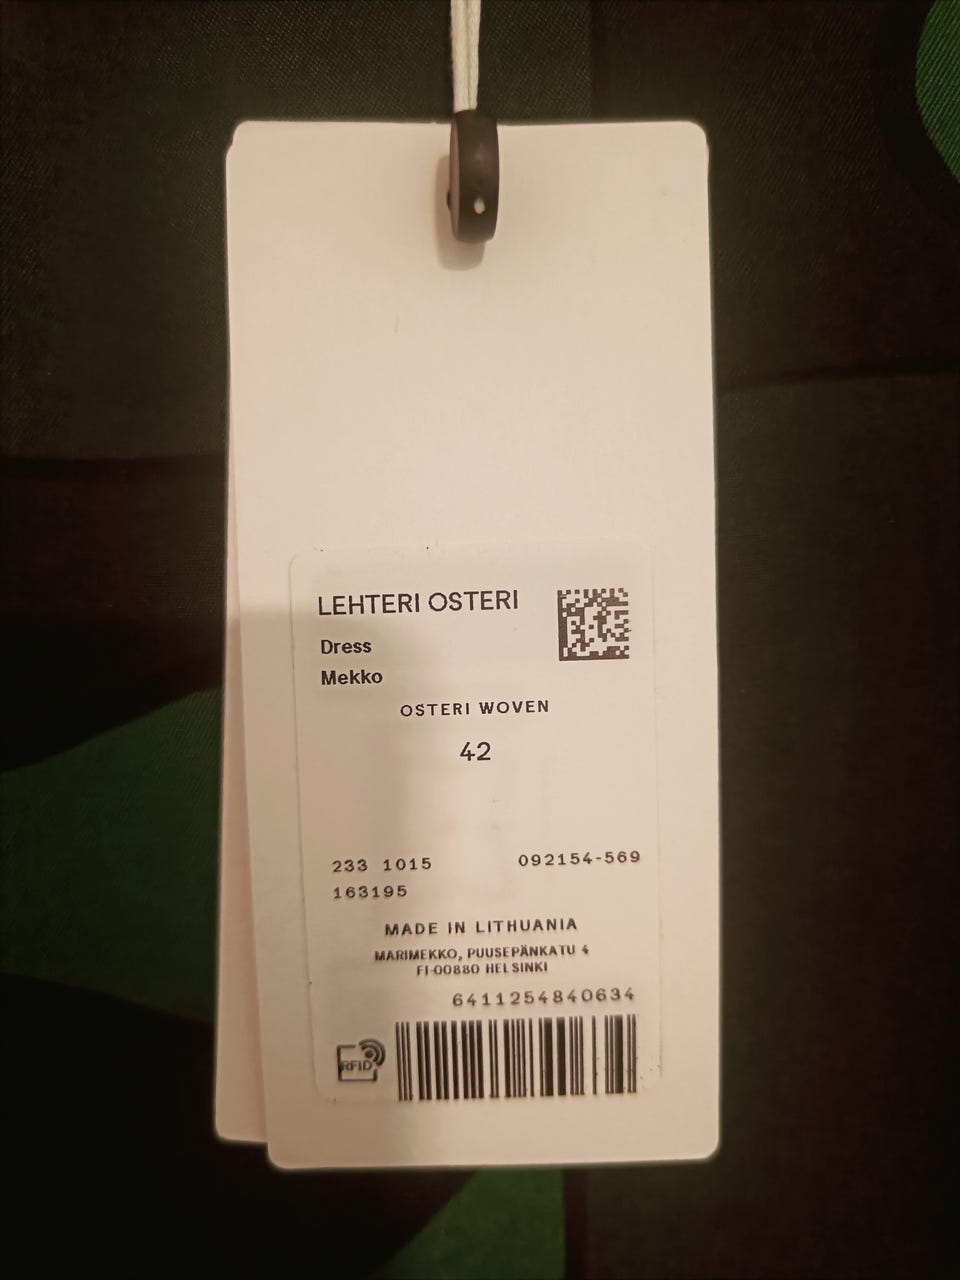 LEHTERI OSTERI
Dress
Mekko
OSTERI WOVEN
42
233 1015
092154-569
163195
MADE IN LITHUANIA
MARIMEKKO, PUUSEPÄNKATU 4
FI-00880 HELSINKI
6411254840634
RFID